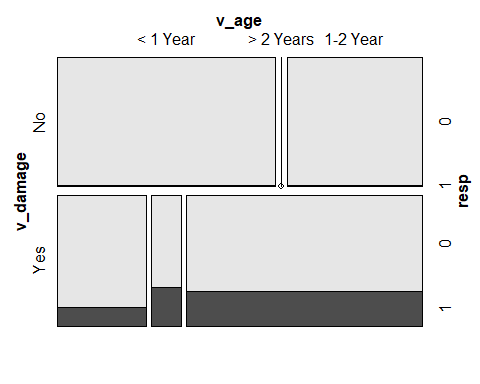 v_age
< 1 Year > 2 Years 1-2 Year
v_damage
No
Yes
0
1
0
1
resp